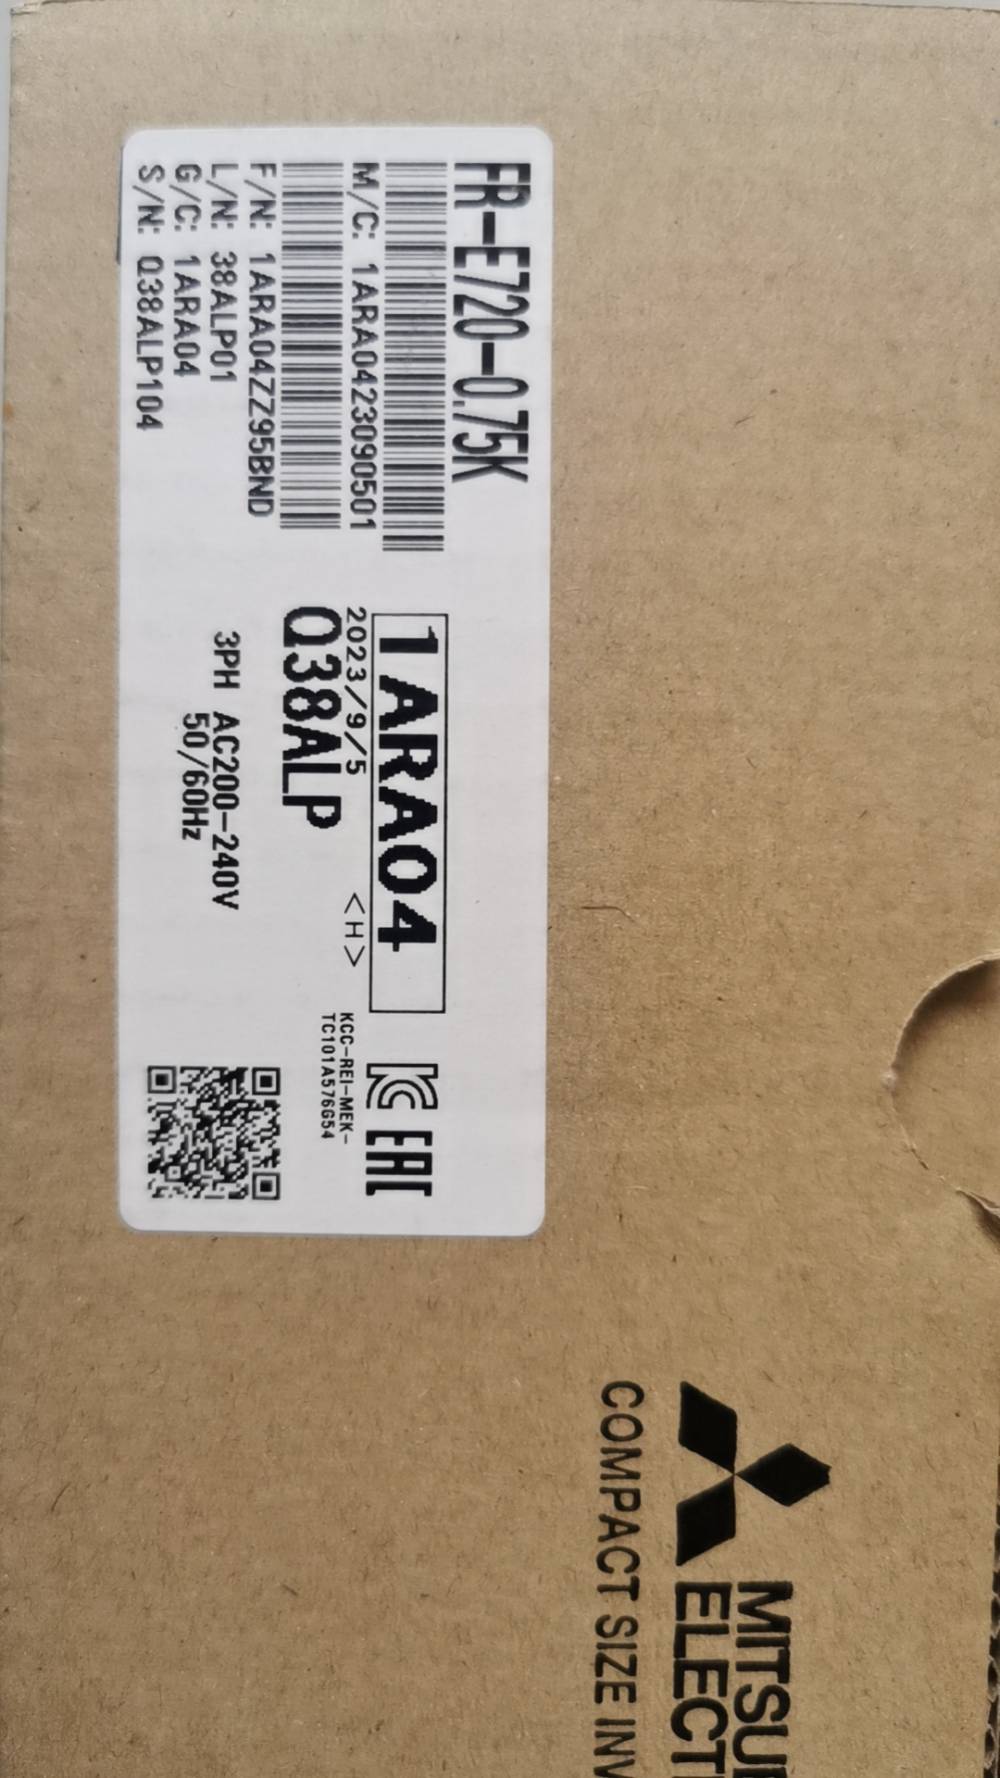 FR-E720-0.75K
M/C: 1ARA0423090501
F/N: 1ARA04ZZ95BND
L/N: 38ALP01
G/C: 1ARA04
S/N: Q38ALP104
1ARA04
2023/9/5 <H>
Q38ALP
3PH AC200-240V
50/60Hz
EAC
KCC-REI-MEK-
TC101A576G54
MITSU
ELECT
COMPACT SIZE INV